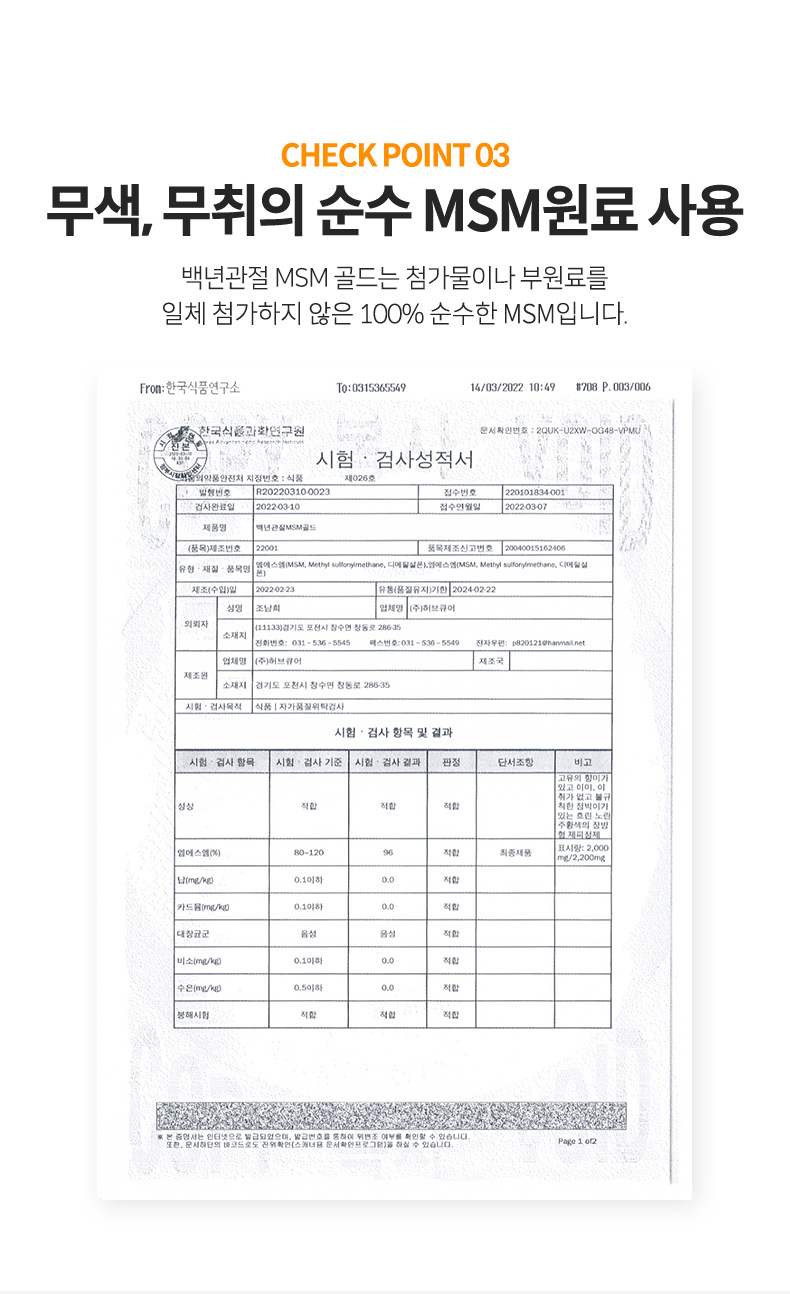 CHECK POINT 03
무색, 무취의 순수 MSM원료 사용
백년관절 MSM 골드는 첨가물이나 부원료를
일체 첨가하지 않은 100% 순수한 MSM입니다.
From:한국식품연구소 To:0315365549 14/03/2022 10:49 #708 P.003/006
한국식품과학연구원 문서확인번호 : 2QUK-U2XW-OG48-VPMU
진본
시험ㆍ검사성적서
식품의약품안전처 지정번호 : 식품 제026호
발행번호 R20220310-0023 접수번호 220101834-001
검사완료일 2022-03-10 접수연월일 2022-03-07
제품명 백년관절MSM골드
(품목)제조번호 22001 품목제조신고번호 20040015162406
유형ㆍ재질ㆍ품목명 엠에스엠(MSM, Methyl sulfonylmethane, 디메틸설폰),엠에스엠(MSM, Methyl sulfonylmethane, 디메틸설
폰)
제조(수입)일 2022-02-23 유통(품질유지)기한 2024-02-22
의뢰자 성명 조남희 업체명 (주)허브큐어
소재지 (11133)경기도 포천시 창수면 창동로 286-35
전화번호: 031-536-5545 팩스번호: 031-536-5549 전자우편: p820121@hanmail.net
제조원 업체명 (주)허브큐어 제조국
소재지 경기도 포천시 창수면 창동로 286-35
시험ㆍ검사목적 식품 | 자가품질위탁검사
시험ㆍ검사 항목 및 결과
시험ㆍ검사 항목 시험ㆍ검사 기준 시험ㆍ검사 결과 판정 단서조항 비고
성상 적합 적합 적합 고유의 향미가
있고 이미, 이
취가 없고 불규
칙한 점박이가
있는 흐린 노란
주황색의 장방
형 제피정제
엠에스엠(%) 80~120 96 적합 최종제품 표시량: 2,000
mg/2,200mg
납(mg/kg) 0.1이하 0.0 적합
카드뮴(mg/kg) 0.1이하 0.0 적합
대장균군 음성 음성 적합
비소(mg/kg) 0.1이하 0.0 적합
수은(mg/kg) 0.5이하 0.0 적합
붕해시험 적합 적합 적합
※ 본 증명서는 인터넷으로 발급되었으며, 발급번호를 통하여 위변조 여부를 확인할 수 있습니다.
또한, 문서하단의 바코드로도 진위확인(스캐너용 문서확인프로그램)을 하실 수 있습니다.
Page 1 of2